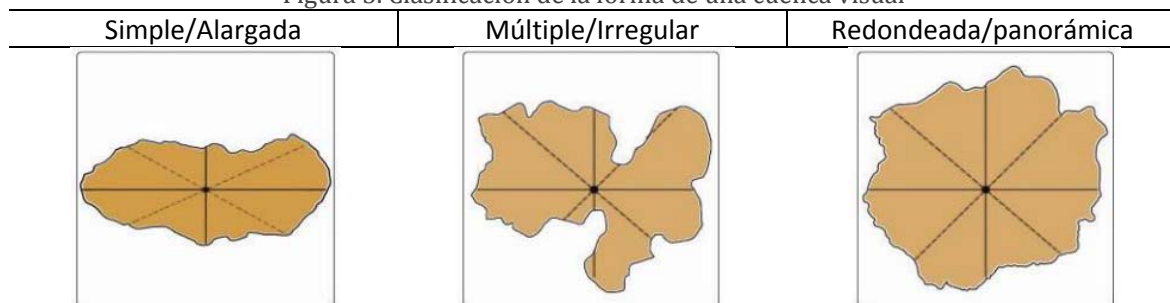 Figura 3. Clasificación de la forma de una cuenca visual
Simple/Alargada
Múltiple/Irregular
Redondeada/panorámica